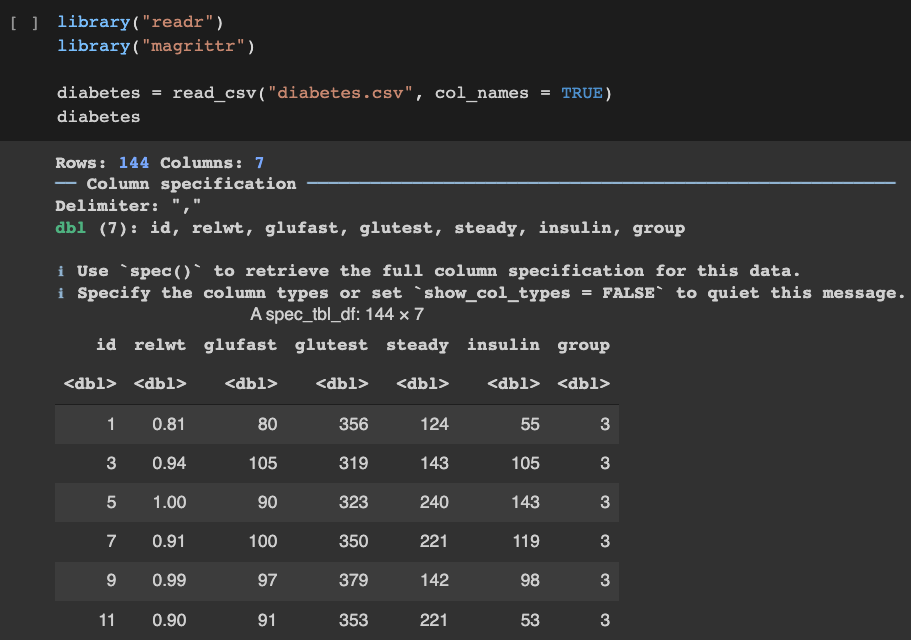 [ ] library("readr")
library("magrittr")
diabetes = read_csv("diabetes.csv", col_names = TRUE)
diabetes
Rows: 144 Columns: 7
── Column specification ────────────────────────────────────────────────────────
Delimiter: ","
dbl (7): id, relwt, glufast, glutest, steady, insulin, group
ℹ Use `spec()` to retrieve the full column specification for this data.
ℹ Specify the column types or set `show_col_types = FALSE` to quiet this message.
A spec_tbl_df: 144 × 7
id relwt glufast glutest steady insulin group
<dbl> <dbl> <dbl> <dbl> <dbl> <dbl> <dbl>
1 0.81 80 356 124 55 3
3 0.94 105 319 143 105 3
5 1.00 90 323 240 143 3
7 0.91 100 350 221 119 3
9 0.99 97 379 142 98 3
11 0.90 91 353 221 53 3